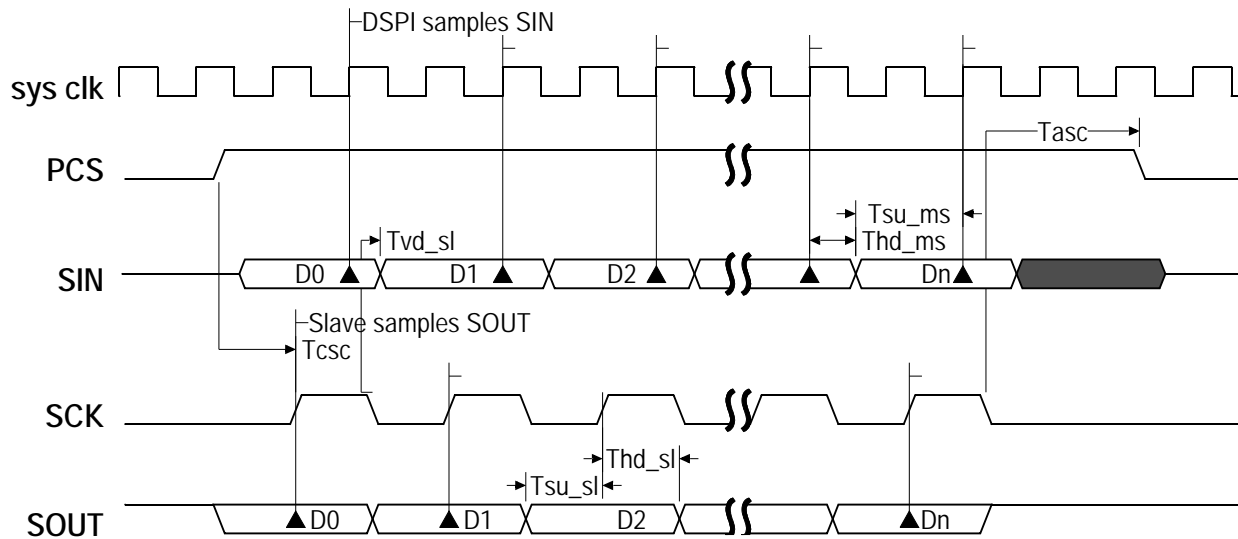 DSPI samples SIN
sys clk
Tasc
PCS
Tsu_ms
Tvd_sl
Thd_ms
SIN
D0
D1
D2
Dn
Slave samples SOUT
Tcsc
SCK
Thd_sl
Tsu_sl
SOUT
D0
D1
D2
Dn